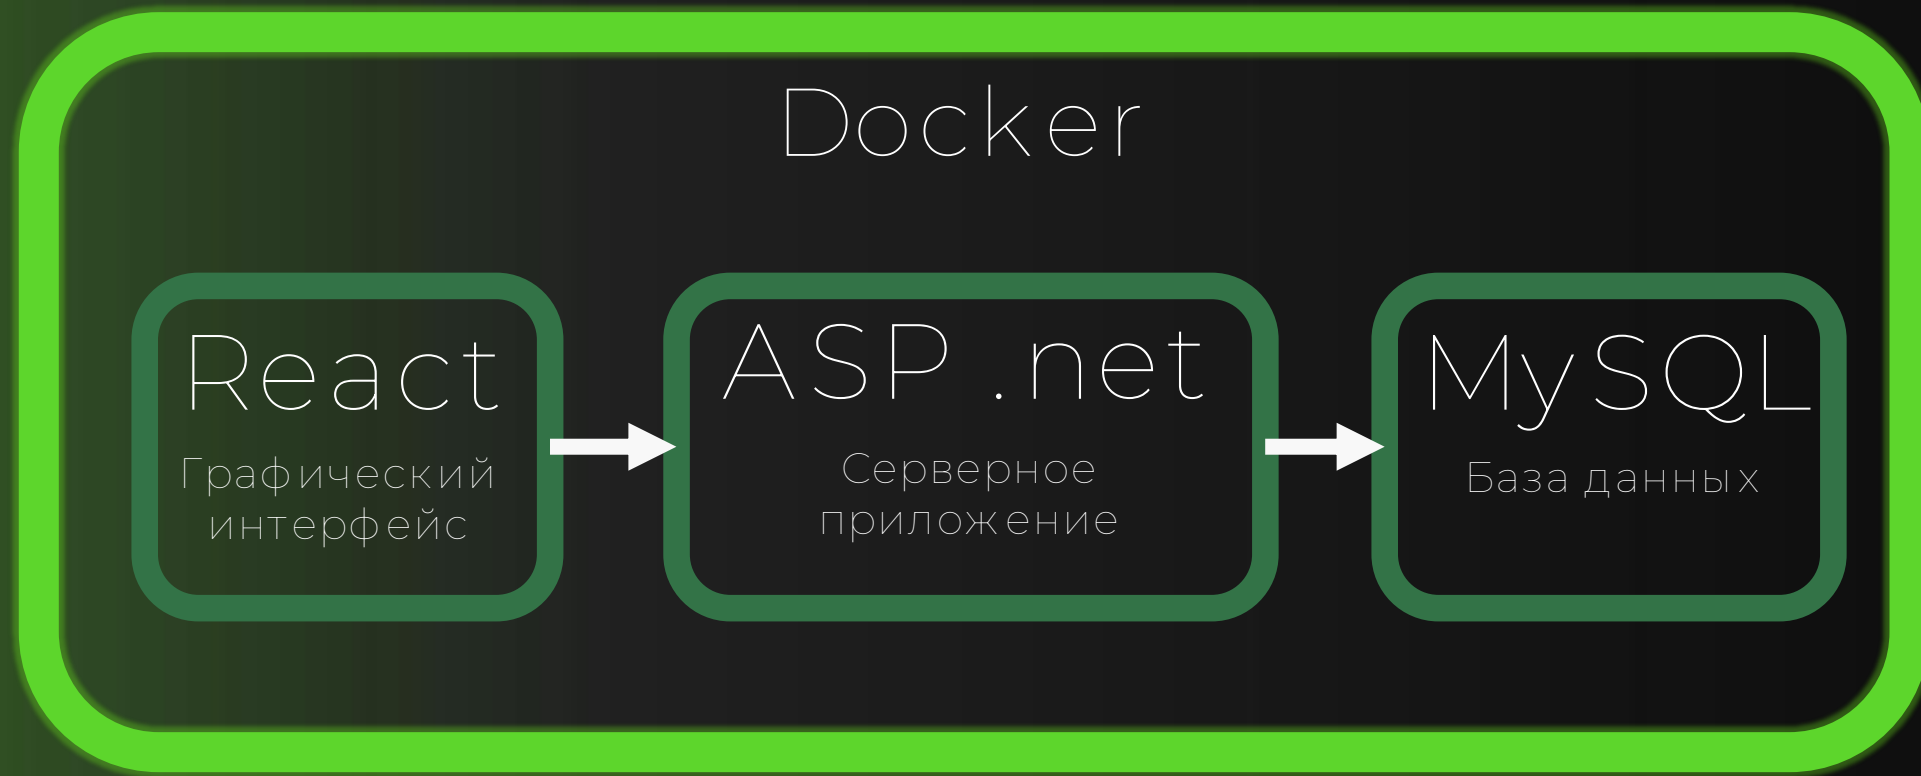 Docker
React
Графический
интерфейс
ASP .net
Серверное
приложение
MySQL
База данных